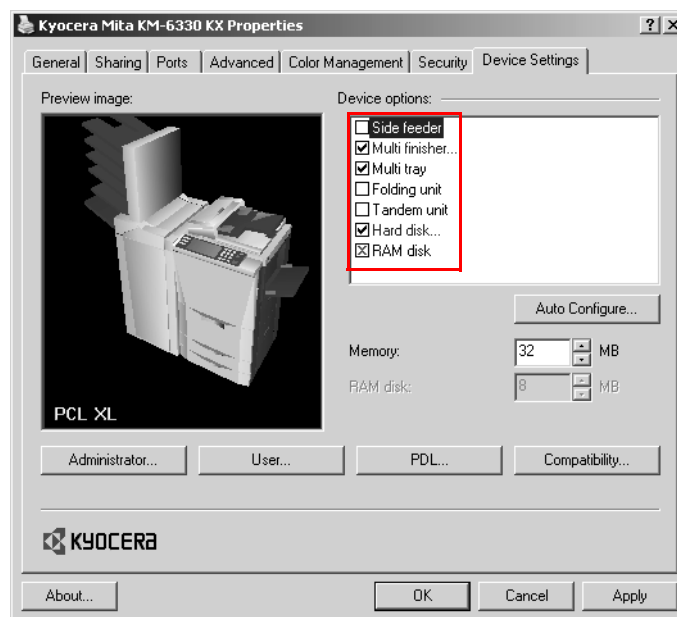 Kyocera Mita KM-6330 KX Properties
General Sharing Ports Advanced Color Management Security Device Settings
Preview image:
Device options:
Side feeder
Multi finisher...
Multi tray
Folding unit
Tandem unit
Hard disk...
RAM disk
Auto Configure...
Memory: 32 MB
RAM disk: 8 MB
PCL XL
Administrator... User... PDL... Compatibility...
KYOCERA
About... OK Cancel Apply